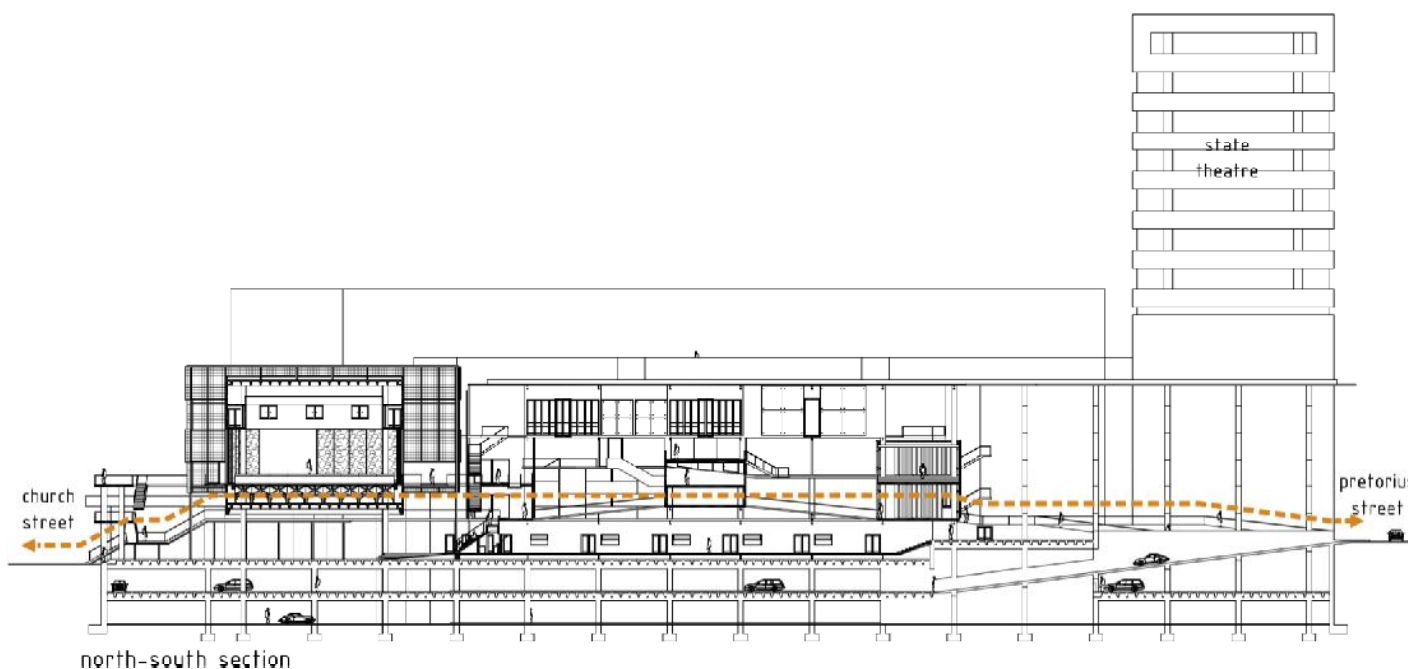 state
theatre
church
street
pretorius
street
north-south section